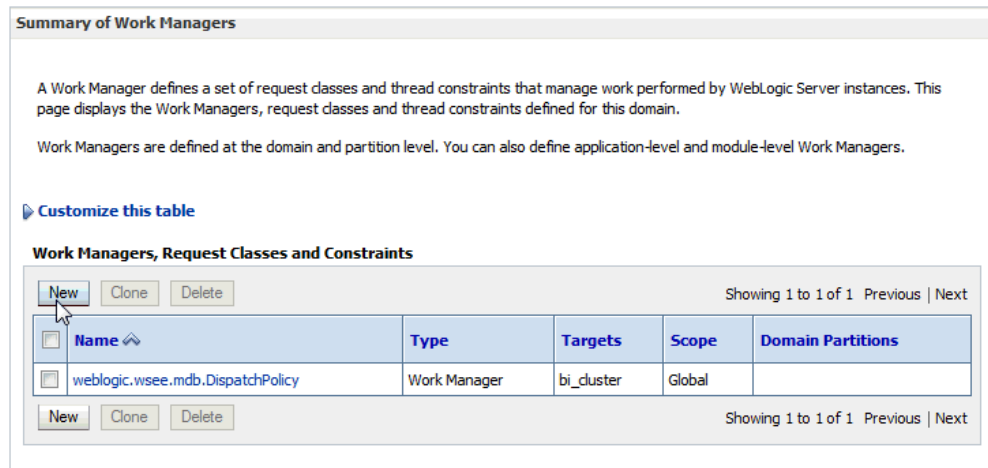 Summary of Work Managers
A Work Manager defines a set of request classes and thread constraints that manage work performed by WebLogic Server instances. This
page displays the Work Managers, request classes and thread constraints defined for this domain.
Work Managers are defined at the domain and partition level. You can also define application-level and module-level Work Managers.
Customize this table
Work Managers, Request Classes and Constraints
New Clone Delete Showing 1 to 1 of 1 Previous | Next
Name Type Targets Scope Domain Partitions
weblogic.wsee.mdb.DispatchPolicy Work Manager bi_cluster Global
New Clone Delete Showing 1 to 1 of 1 Previous | Next